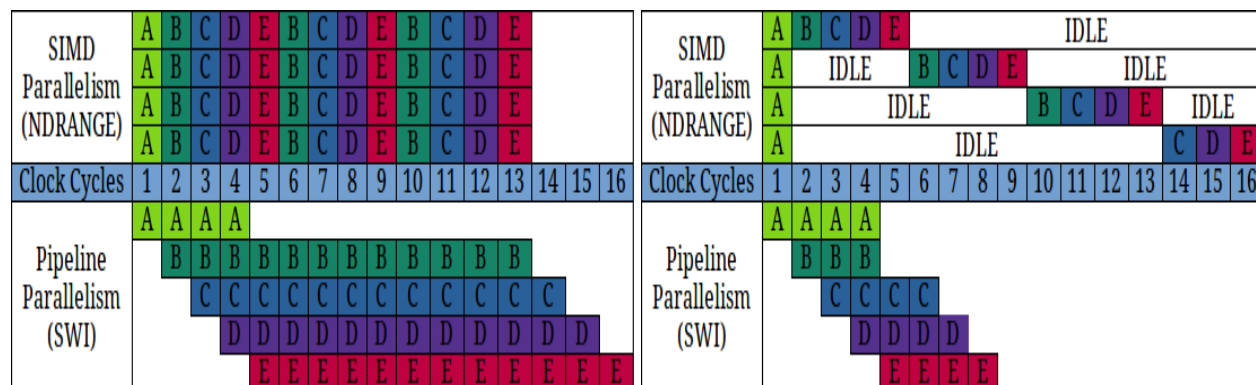 SIMD
Parallelism
(NDRANGE)
A B C D E B C D E B C D E
A B C D E B C D E B C D E
A B C D E B C D E B C D E
A B C D E B C D E B C D E
Clock Cycles 1 2 3 4 5 6 7 8 9 10 11 12 13 14 15 16
Pipeline
Parallelism
(SWI)
A A A A
B B B B B B B B B B B B
C C C C C C C C C C C C
D D D D D D D D D D D D
E E E E E E E E E E E E
SIMD
Parallelism
(NDRANGE)
A B C D E IDLE
A IDLE B C D E IDLE
A IDLE B C D E IDLE
A IDLE C D E
Clock Cycles 1 2 3 4 5 6 7 8 9 10 11 12 13 14 15 16
Pipeline
Parallelism
(SWI)
A A A A
B B B
C C C C
D D D D
E E E E